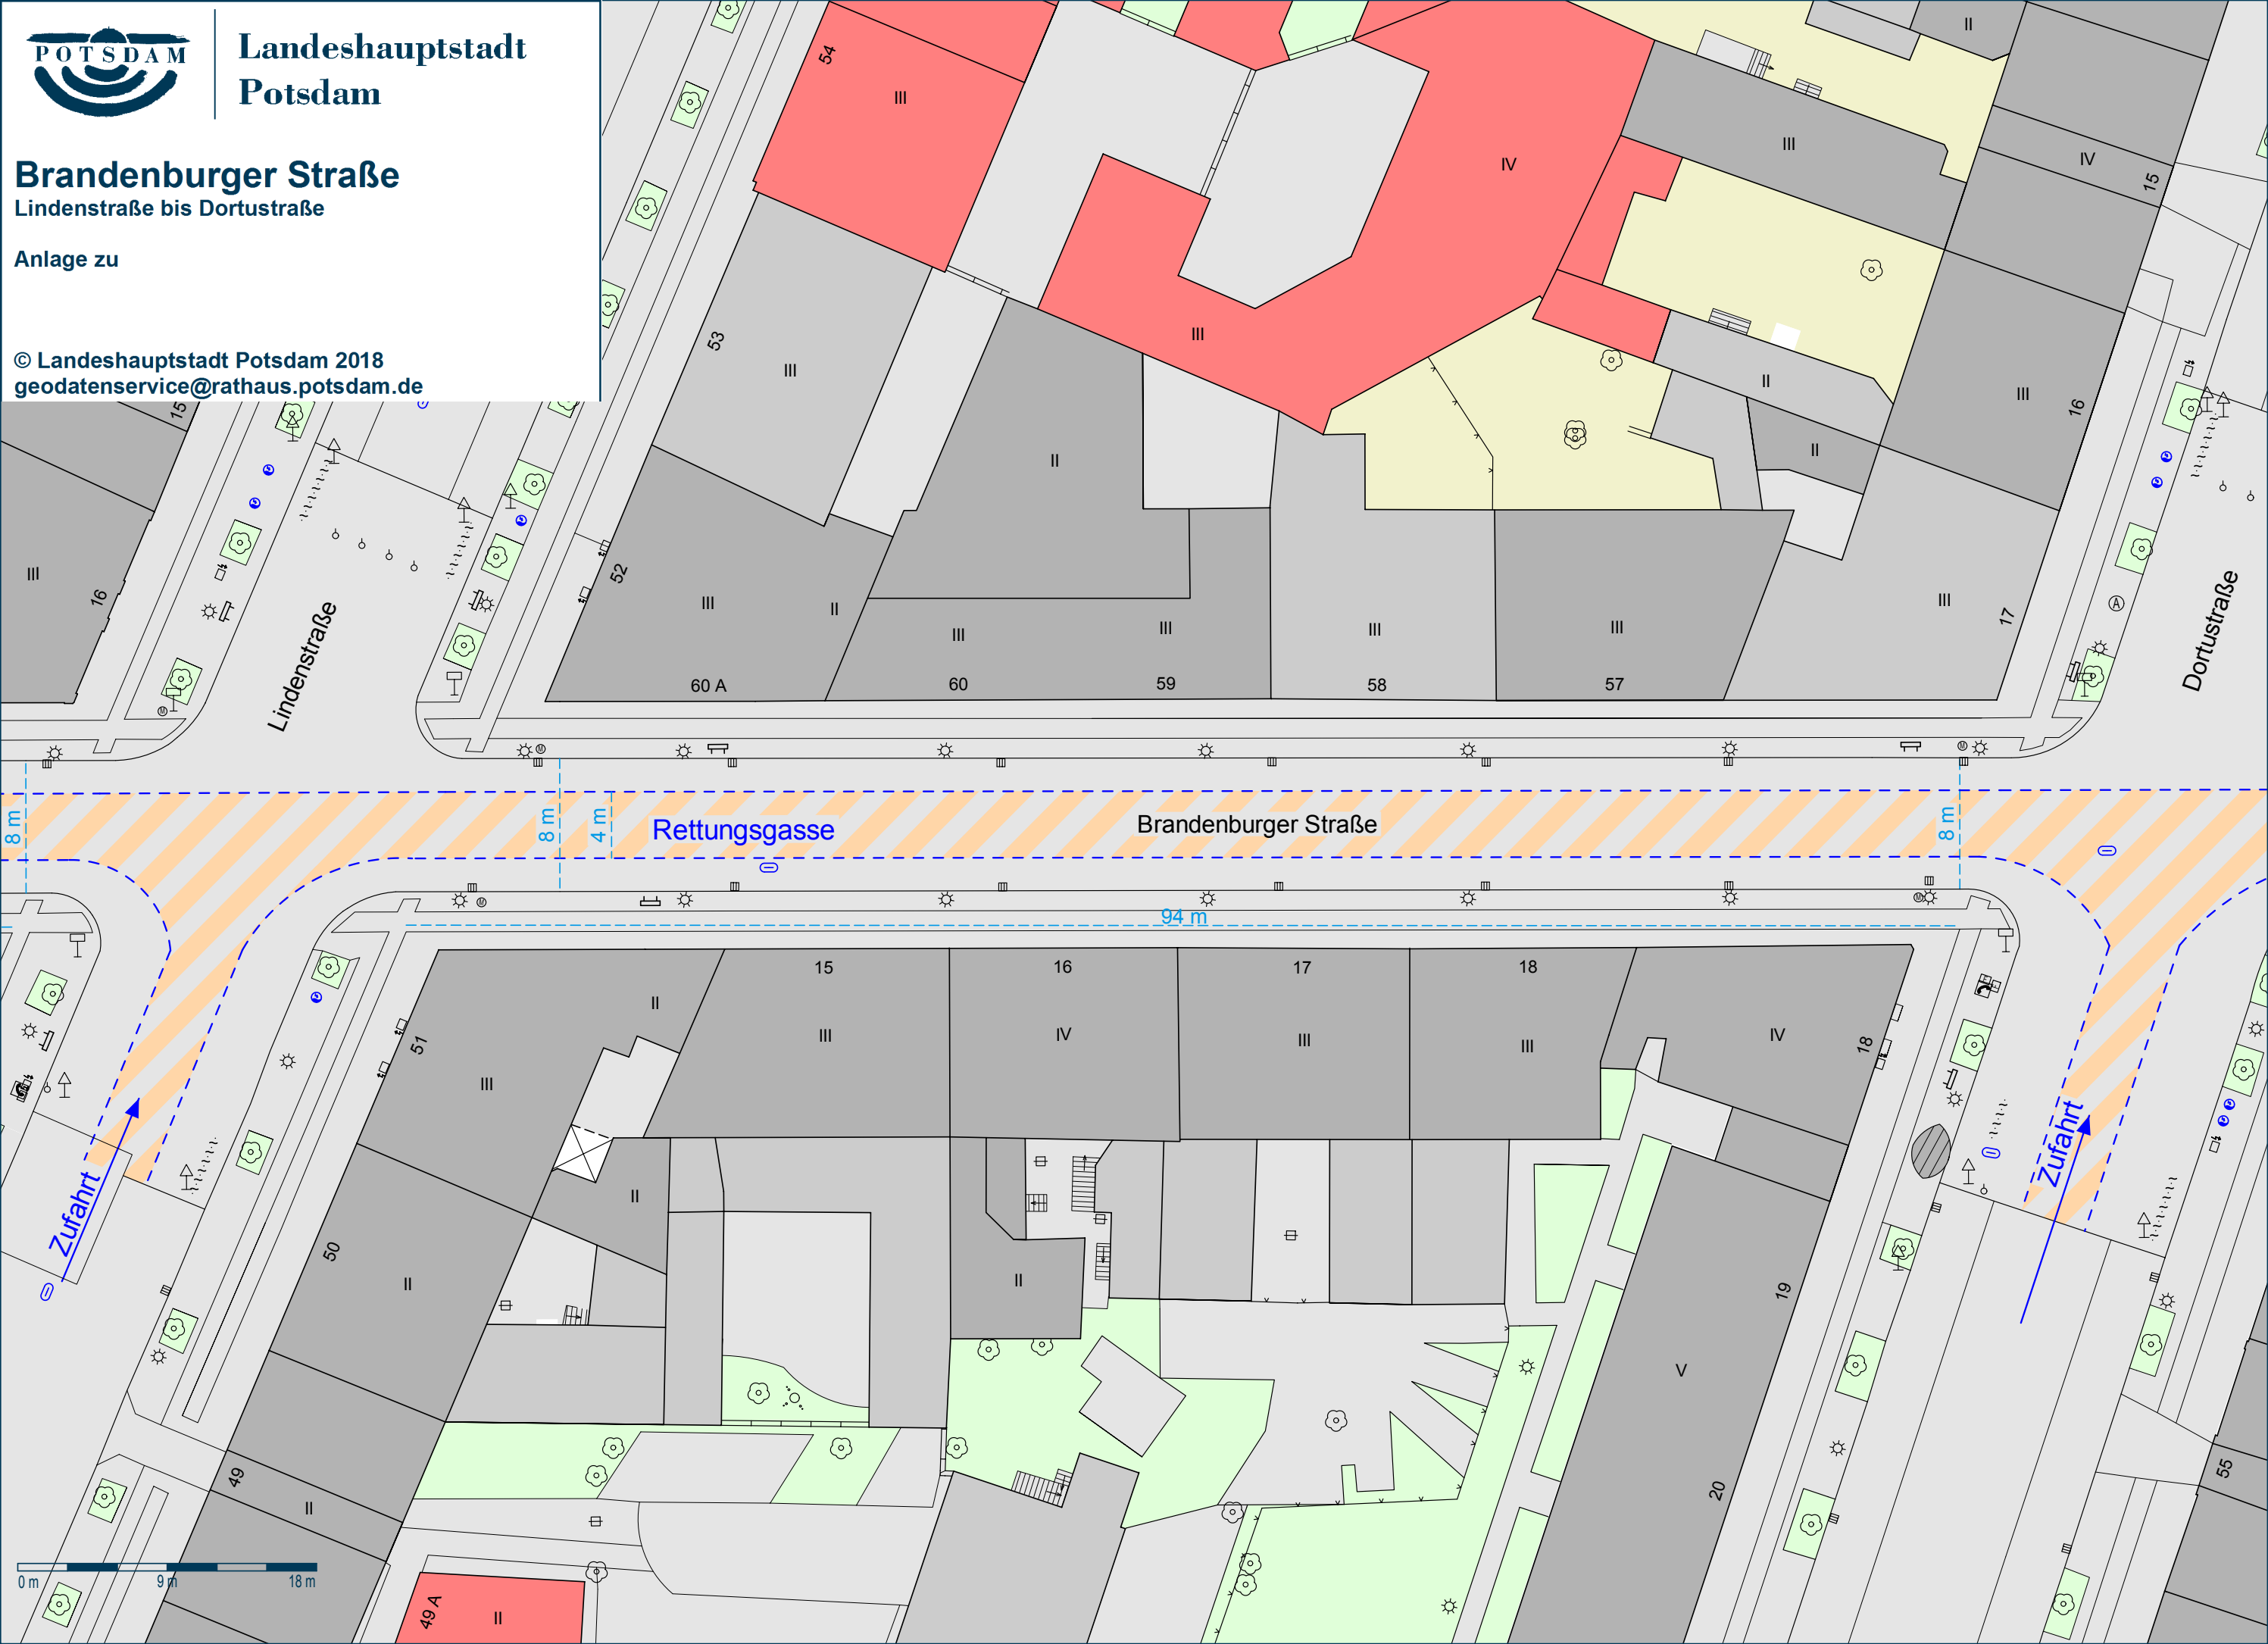 POTSDAM
Landeshauptstadt
Potsdam
Brandenburger Straße
Lindenstraße bis Dortustraße
Anlage zu
© Landeshauptstadt Potsdam 2018
geodatenservice@rathaus.potsdam.de
54
III
IV
III
II
IV
15
53
III
III
II
II
III
16
15
III
16
52
III
II
II
III
III
III
III
II
III
17
60 A
60
59
58
57
Lindenstraße
Dortustraße
A
M
M
M
8 m
8 m
4 m
Rettungsgasse
Brandenburger Straße
8 m
M
M
94 m
15
16
17
18
II
III
IV
III
III
IV
18
51
III
Zufahrt
Zufahrt
II
50
II
II
19
V
49
II
20
55
0 m
9 m
18 m
49 A
II